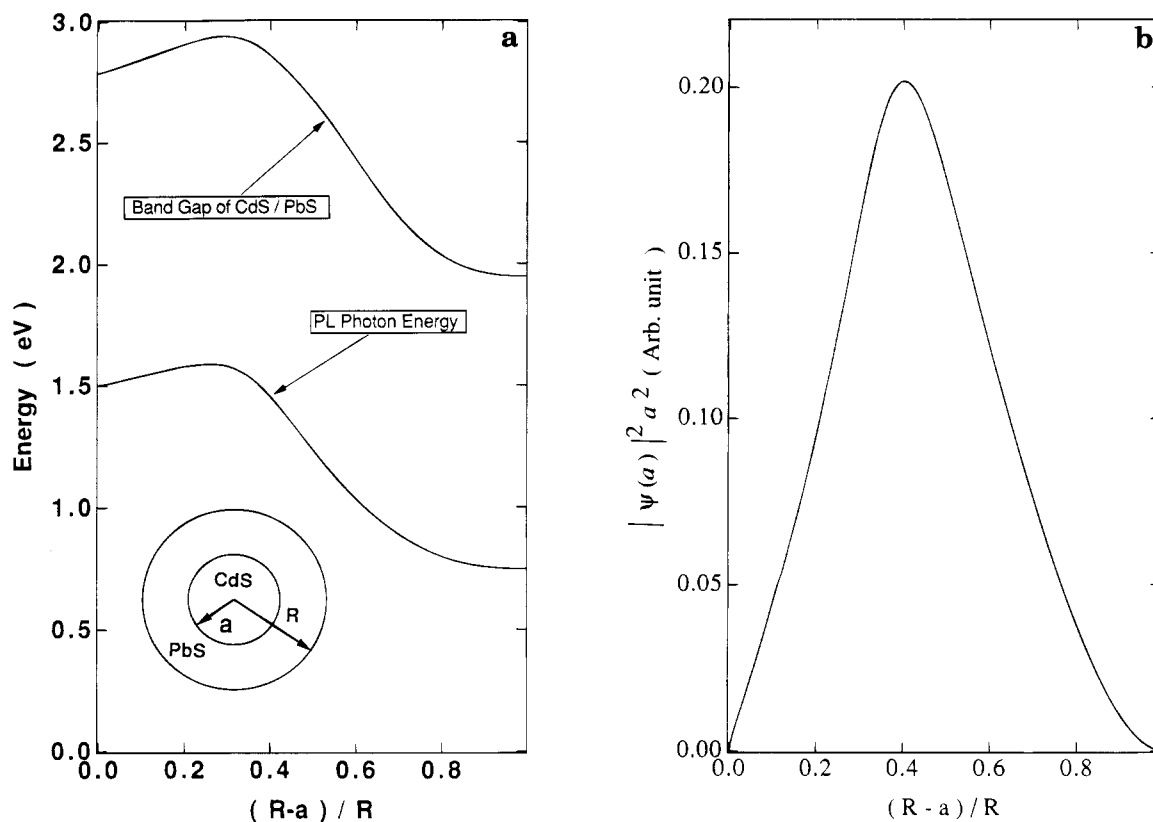 a
3.0
2.5
2.0
1.5
1.0
0.5
0.0
Energy ( eV )
Band Gap of CdS / PbS
PL Photon Energy
CdS
R
a
PbS
0.0 0.2 0.4 0.6 0.8
( R-a ) / R
b
0.20
0.15
0.10
0.05
0.00
| ψ (a) |² a² ( Arb. unit )
0.0 0.2 0.4 0.6 0.8
( R - a ) / R